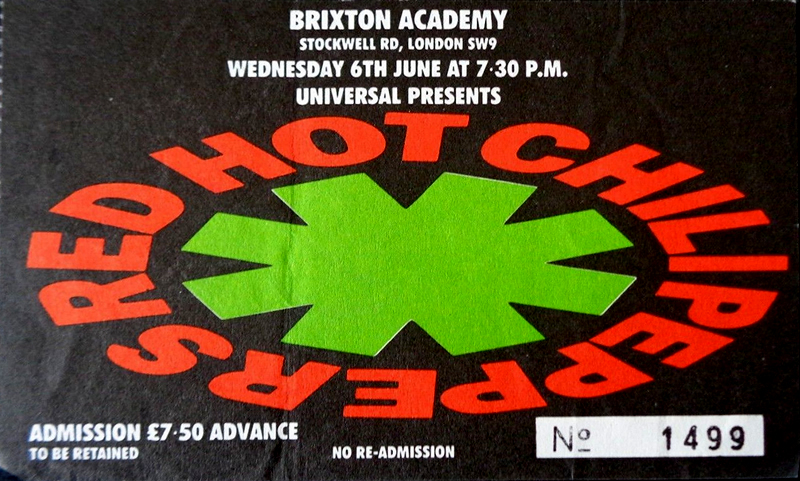 BRIXTON ACADEMY
STOCKWELL RD, LONDON SW9
WEDNESDAY 6TH JUNE AT 7·30 P.M.
UNIVERSAL PRESENTS
RED HOT CHILI PEPPERS
ADMISSION £7·50 ADVANCE
TO BE RETAINED
NO RE-ADMISSION
Nº 1499